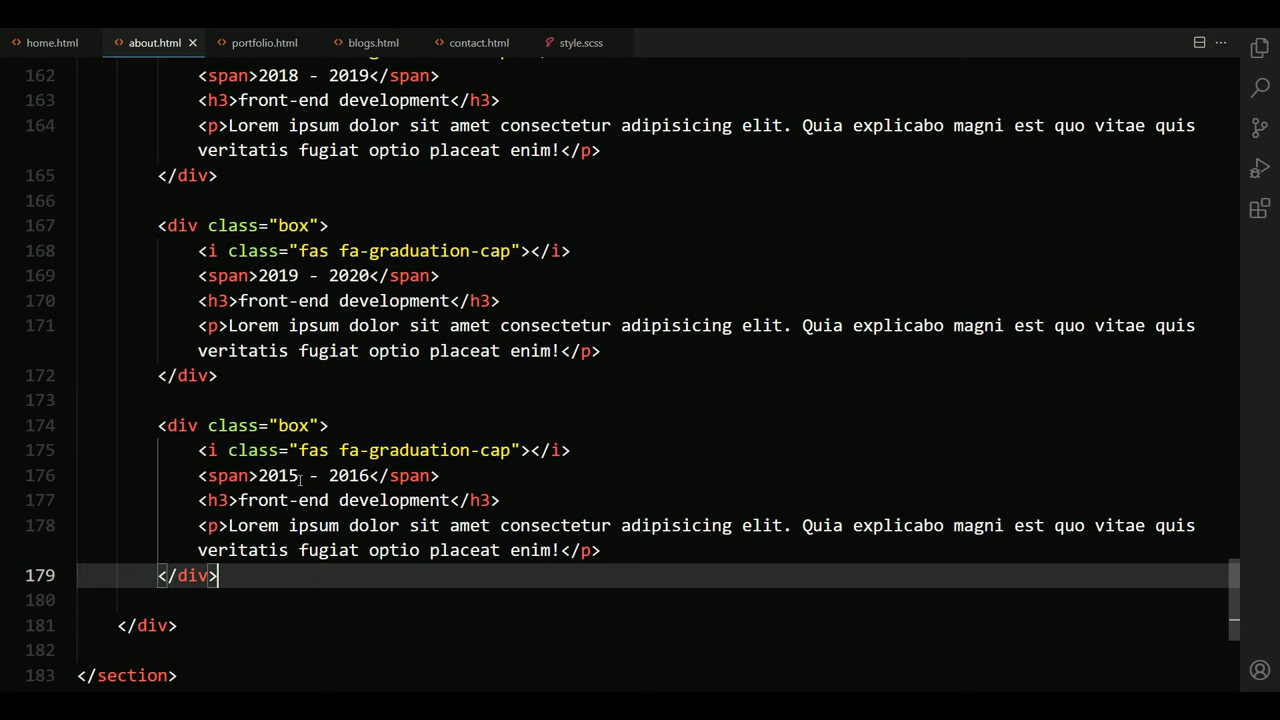 home.html about.html portfolio.html blogs.html contact.html style.scss
162 <span>2018 - 2019</span>
163 <h3>front-end development</h3>
164 <p>Lorem ipsum dolor sit amet consectetur adipisicing elit. Quia explicabo magni est quo vitae quis
veritatis fugiat optio placeat enim!</p>
165 </div>
166
167 <div class="box">
168 <i class="fas fa-graduation-cap"></i>
169 <span>2019 - 2020</span>
170 <h3>front-end development</h3>
171 <p>Lorem ipsum dolor sit amet consectetur adipisicing elit. Quia explicabo magni est quo vitae quis
veritatis fugiat optio placeat enim!</p>
172 </div>
173
174 <div class="box">
175 <i class="fas fa-graduation-cap"></i>
176 <span>2015 - 2016</span>
177 <h3>front-end development</h3>
178 <p>Lorem ipsum dolor sit amet consectetur adipisicing elit. Quia explicabo magni est quo vitae quis
veritatis fugiat optio placeat enim!</p>
179 </div>
180
181 </div>
182
183 </section>